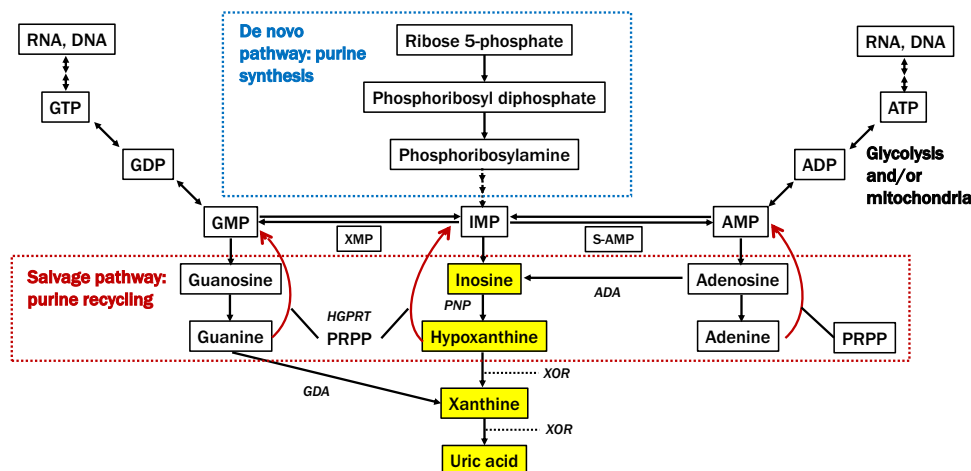 RNA, DNA
De novo
pathway: purine
synthesis
Ribose 5-phosphate
RNA, DNA
GTP
Phosphoribosyl diphosphate
ATP
GDP
Phosphoribosylamine
ADP
Glycolysis
and/or
mitochondria
GMP
IMP
AMP
XMP
S-AMP
Salvage pathway:
purine recycling
Guanosine
Inosine
Adenosine
ADA
PNP
HGPRT
Guanine
PRPP
Hypoxanthine
Adenine
PRPP
XOR
GDA
Xanthine
XOR
Uric acid